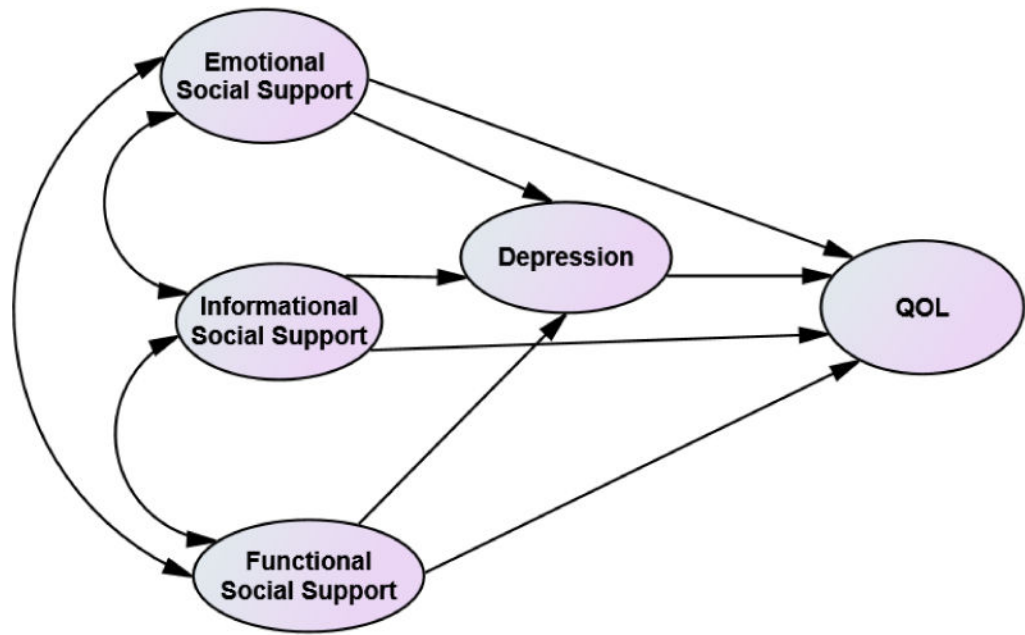 Emotional
Social Support
Depression
QOL
Informational
Social Support
Functional
Social Support